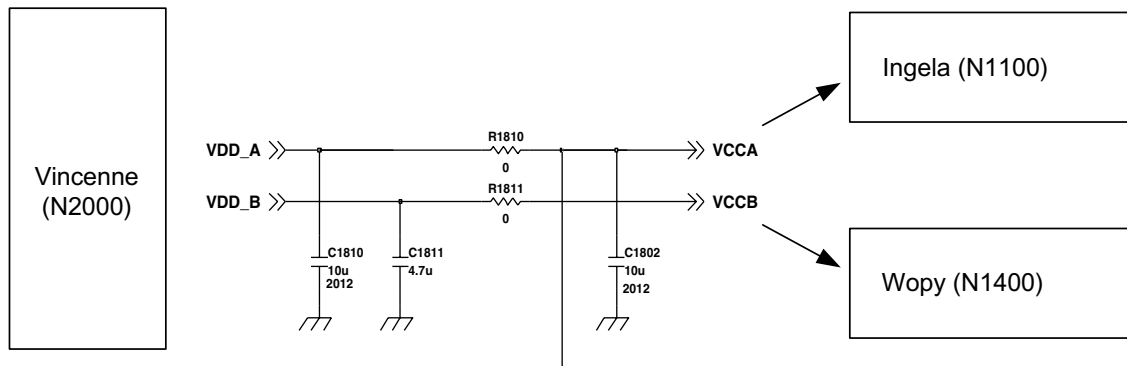 Ingela (N1100)
R1810
VDD_A
VCCA
0
Vincenne
(N2000)
R1811
VDD_B
VCCB
0
C1810
10u
2012
C1811
4.7u
C1802
10u
2012
Wopy (N1400)